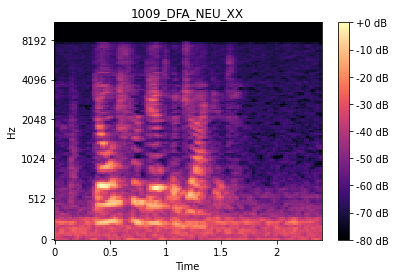 1009_DFA_NEU_XX
8192
4096
2048
1024
512
0
Hz
0
0.5
1
1.5
2
Time
+0 dB
-10 dB
-20 dB
-30 dB
-40 dB
-50 dB
-60 dB
-70 dB
-80 dB